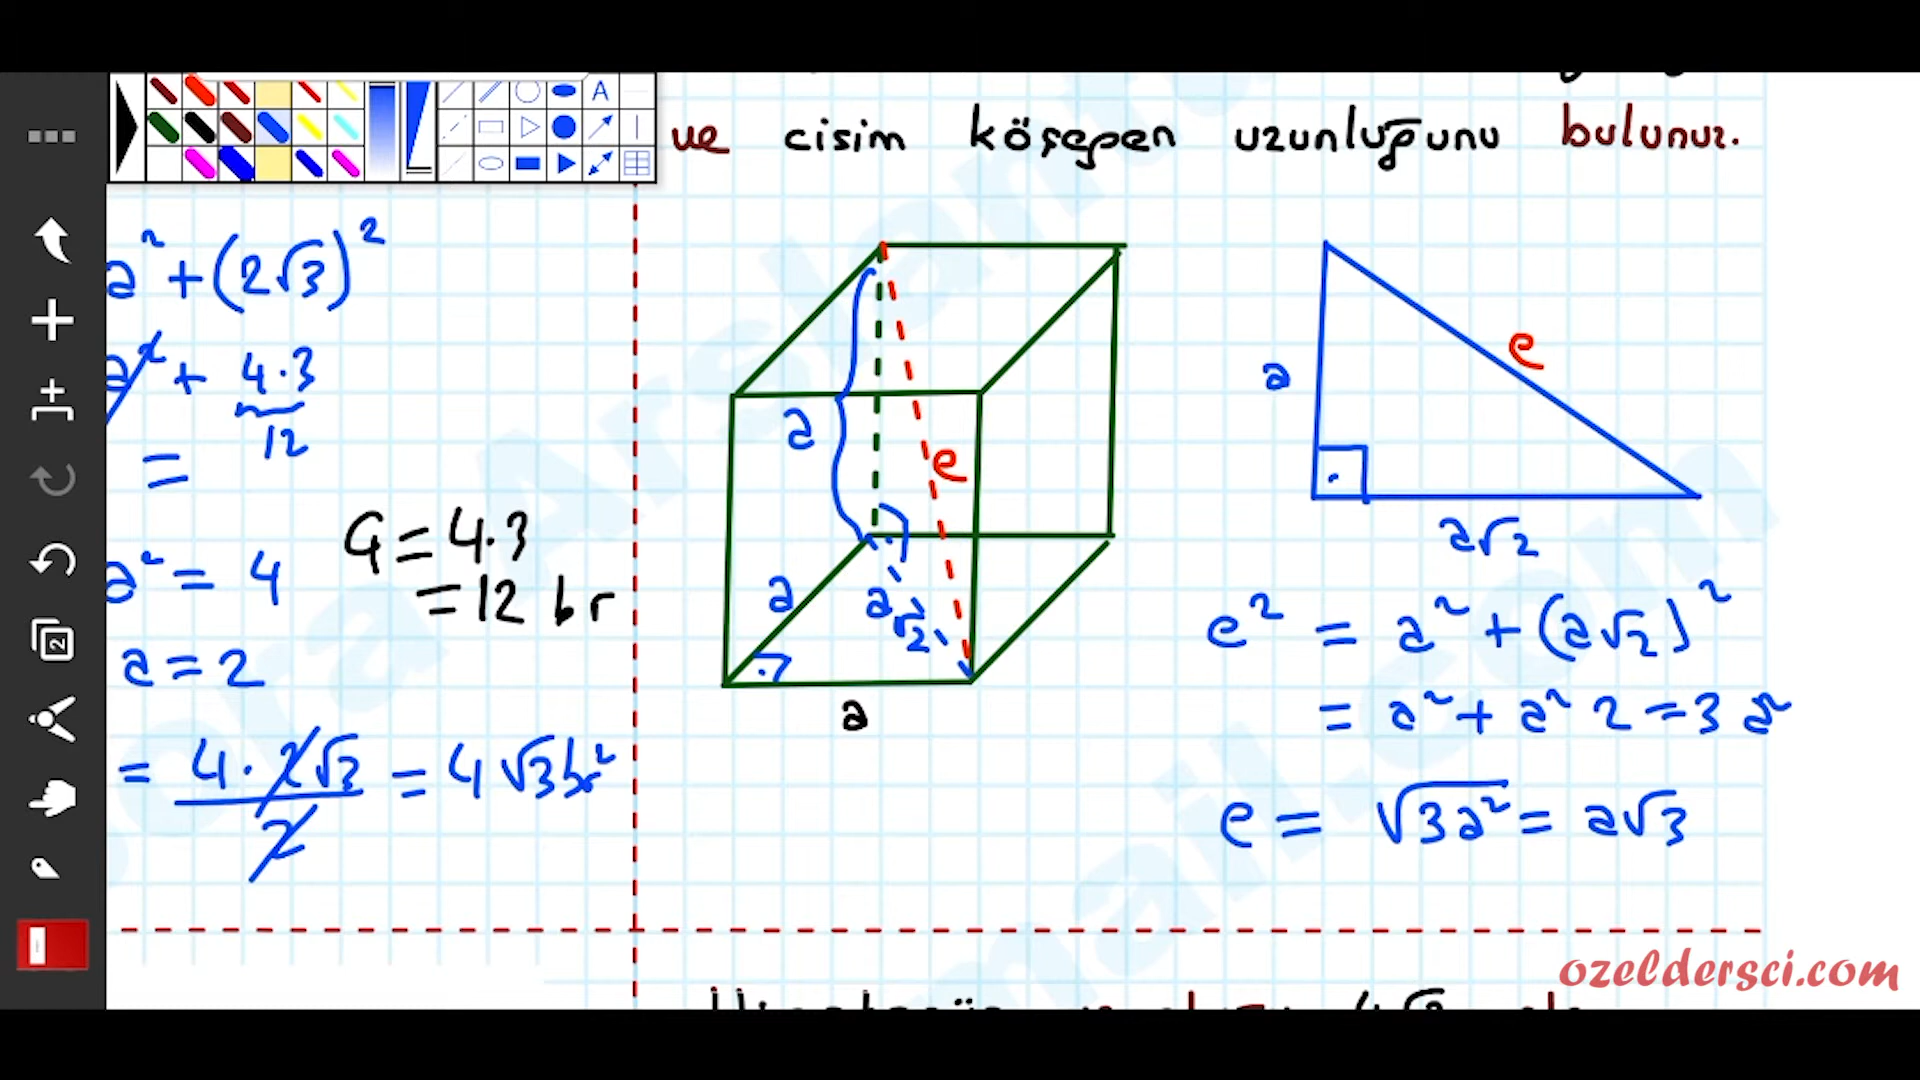 ve cisim köşegen uzunluğunu bulunuz.
a² + (2√3)²
a² + 4.3
12
=
a² = 4
a = 2
Ç = 4.3
= 12 br
= 4.2√3 / 2 = 4√3 br²
a
e
a
a√2
a
a
e
a√2
e² = a² + (a√2)²
= a² + a² 2 = 3a²
e = √3a² = a√3
ozeldersci.com